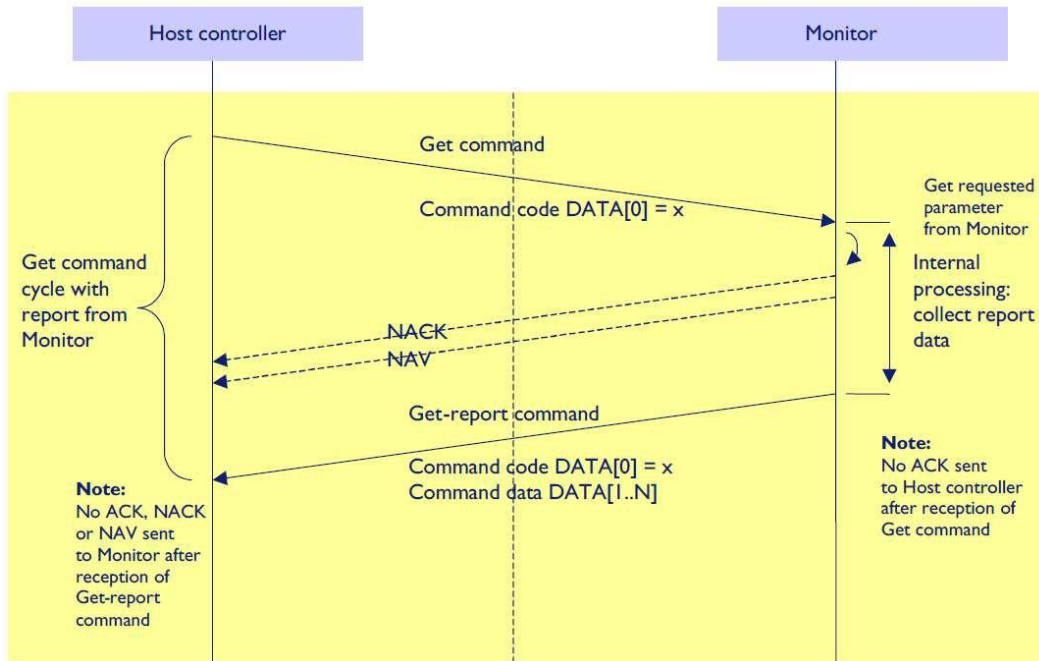 Host controller
Monitor
Get command
Command code DATA[0] = x
Get requested
parameter
from Monitor
Get command
cycle with
report from
Monitor
Internal
processing:
collect report
data
NACK
NAV
Get-report command
Command code DATA[0] = x
Command data DATA[1..N]
Note:
No ACK sent
to Host controller
after reception of
Get command
Note:
No ACK, NACK
or NAV sent
to Monitor after
reception of
Get-report
command